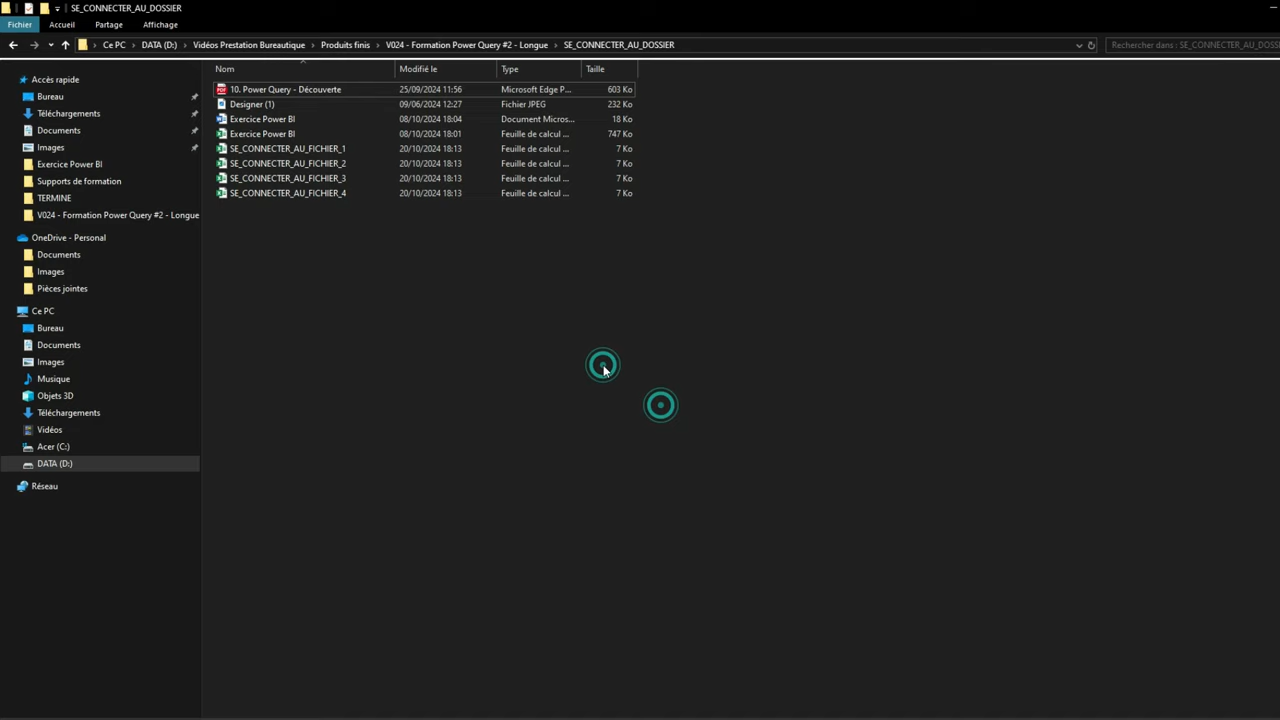 SE_CONNECTER_AU_DOSSIER
Fichier Accueil Partage Affichage
Ce PC DATA (D:) Vidéos Prestation Bureautique Produits finis V024 - Formation Power Query #2 - Longue SE_CONNECTER_AU_DOSSIER Rechercher dans : SE_CONNECTER_AU_DOSS
Nom Modifié le Type Taille
10. Power Query - Découverte 25/09/2024 11:56 Microsoft Edge P... 603 Ko
Designer (1) 09/06/2024 12:27 Fichier JPEG 232 Ko
Exercice Power BI 08/10/2024 18:04 Document Micros... 18 Ko
Exercice Power BI 08/10/2024 18:01 Feuille de calcul ... 747 Ko
SE_CONNECTER_AU_FICHIER_1 20/10/2024 18:13 Feuille de calcul ... 7 Ko
SE_CONNECTER_AU_FICHIER_2 20/10/2024 18:13 Feuille de calcul ... 7 Ko
SE_CONNECTER_AU_FICHIER_3 20/10/2024 18:13 Feuille de calcul ... 7 Ko
SE_CONNECTER_AU_FICHIER_4 20/10/2024 18:13 Feuille de calcul ... 7 Ko
Accès rapide
Bureau
Téléchargements
Documents
Images
Exercice Power BI
Supports de formation
TERMINE
V024 - Formation Power Query #2 - Longue
OneDrive - Personal
Documents
Images
Pièces jointes
Ce PC
Bureau
Documents
Images
Musique
Objets 3D
Téléchargements
Vidéos
Acer (C:)
DATA (D:)
Réseau